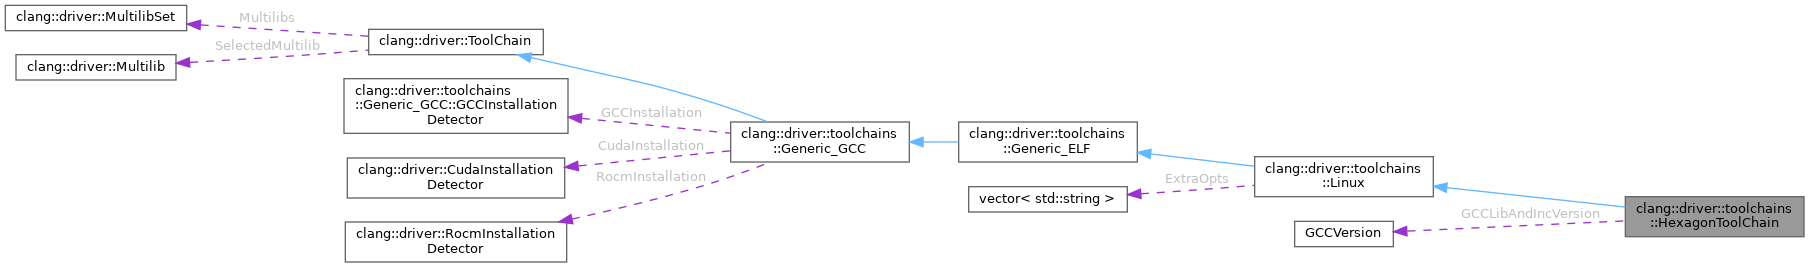 clang::driver::MultilibSet
Multilibs
clang::driver::ToolChain
SelectedMultilib
clang::driver::Multilib
clang::driver::toolchains
::Generic_GCC::GCCInstallation
Detector
GCCInstallation
clang::driver::toolchains
::Generic_GCC
clang::driver::toolchains
::Generic_ELF
CudaInstallation
clang::driver::CudaInstallation
Detector
RocmInstallation
clang::driver::toolchains
::Linux
ExtraOpts
vector< std::string >
clang::driver::toolchains
::HexagonToolChain
GCCLibAndIncVersion
GCCVersion
clang::driver::RocmInstallation
Detector